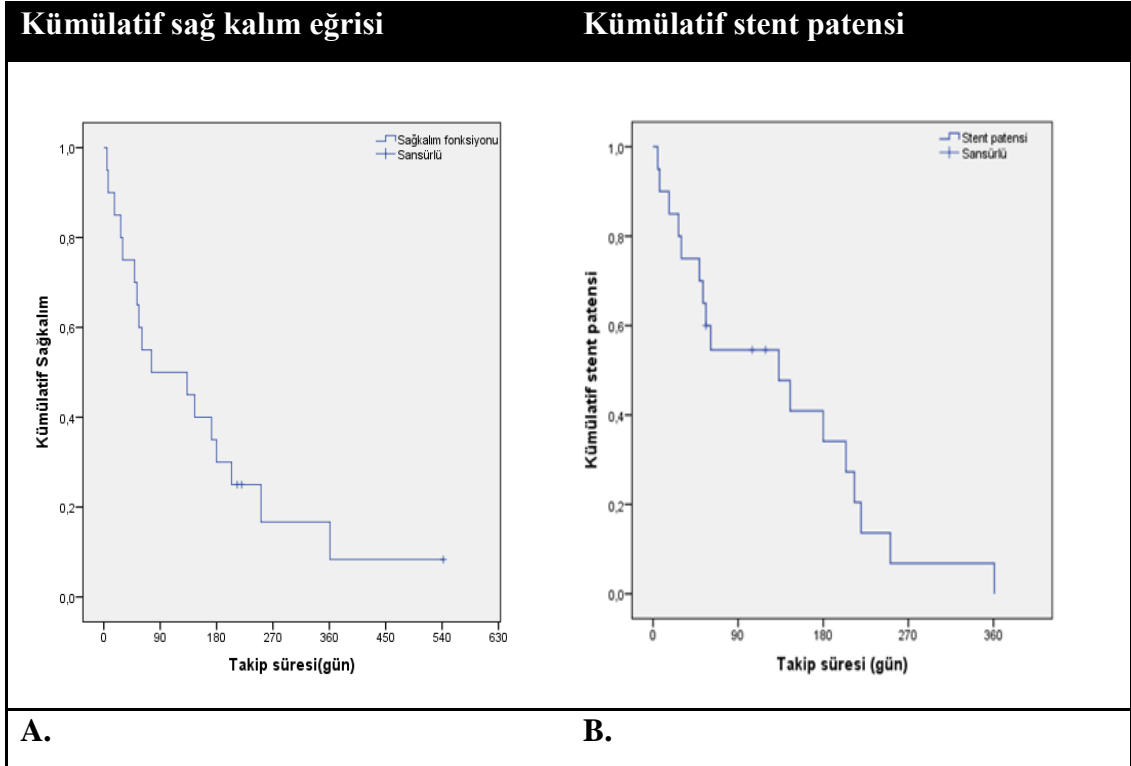 Kümülatif sağ kalım eğrisi
Kümülatif stent patensi
Sağkalım fonksiyonu
Sansürlü
1,0
0,8
0,6
0,4
0,2
0,0
Kümülatif Sağkalım
0 90 180 270 360 450 540 630
Takip süresi(gün)
Stent patensi
Sansürlü
1,0
0,8
0,6
0,4
0,2
0,0
Kümülatif stent patensi
0 90 180 270 360
Takip süresi (gün)
A.
B.